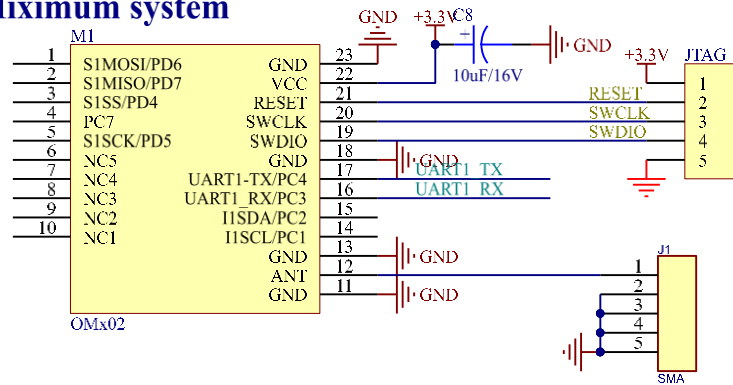 Miximum system
M1
GND
+3.3V
C8
+
10uF/16V
GND
+3.3V
JTAG
1 S1MOSI/PD6 GND 23
2 S1MISO/PD7 VCC 22
3 S1SS/PD4 RESET 21 RESET
4 PC7 SWCLK 20 SWCLK
5 S1SCK/PD5 SWDIO 19 SWDIO
6 NC5 GND 18 GND
7 NC4 UART1-TX/PC4 17 UART1_TX
8 NC3 UART1_RX/PC3 16 UART1_RX
9 NC2 I1SDA/PC2 15
10 NC1 I1SCL/PC1 14
GND 13 GND
ANT 12
GND 11 GND
OMx02
1
2
3
4
5
J1
1
2
3
4
5
SMA